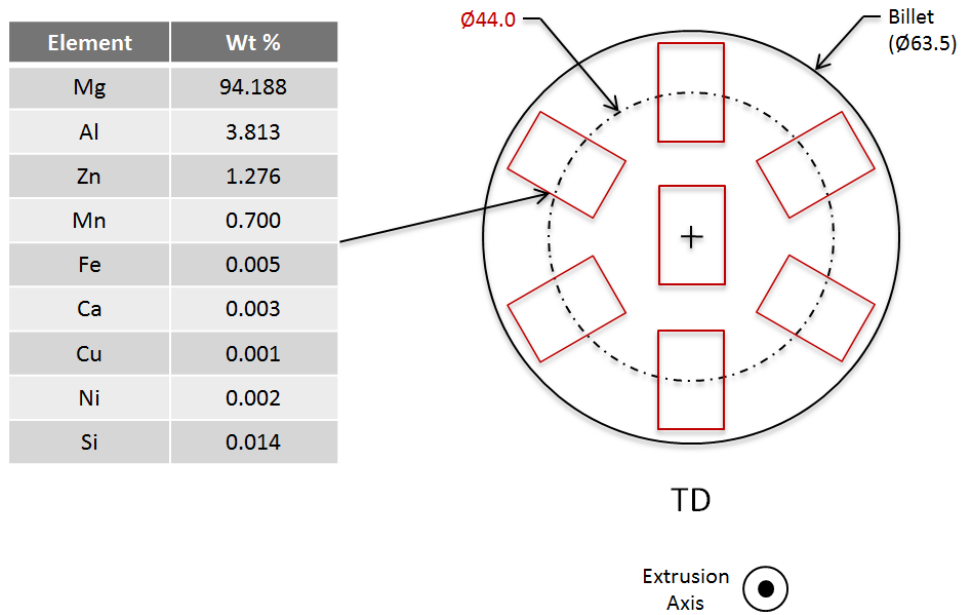 Element Wt %
Mg 94.188
Al 3.813
Zn 1.276
Mn 0.700
Fe 0.005
Ca 0.003
Cu 0.001
Ni 0.002
Si 0.014
Ø44.0
Billet
(Ø63.5)
TD
Extrusion
Axis